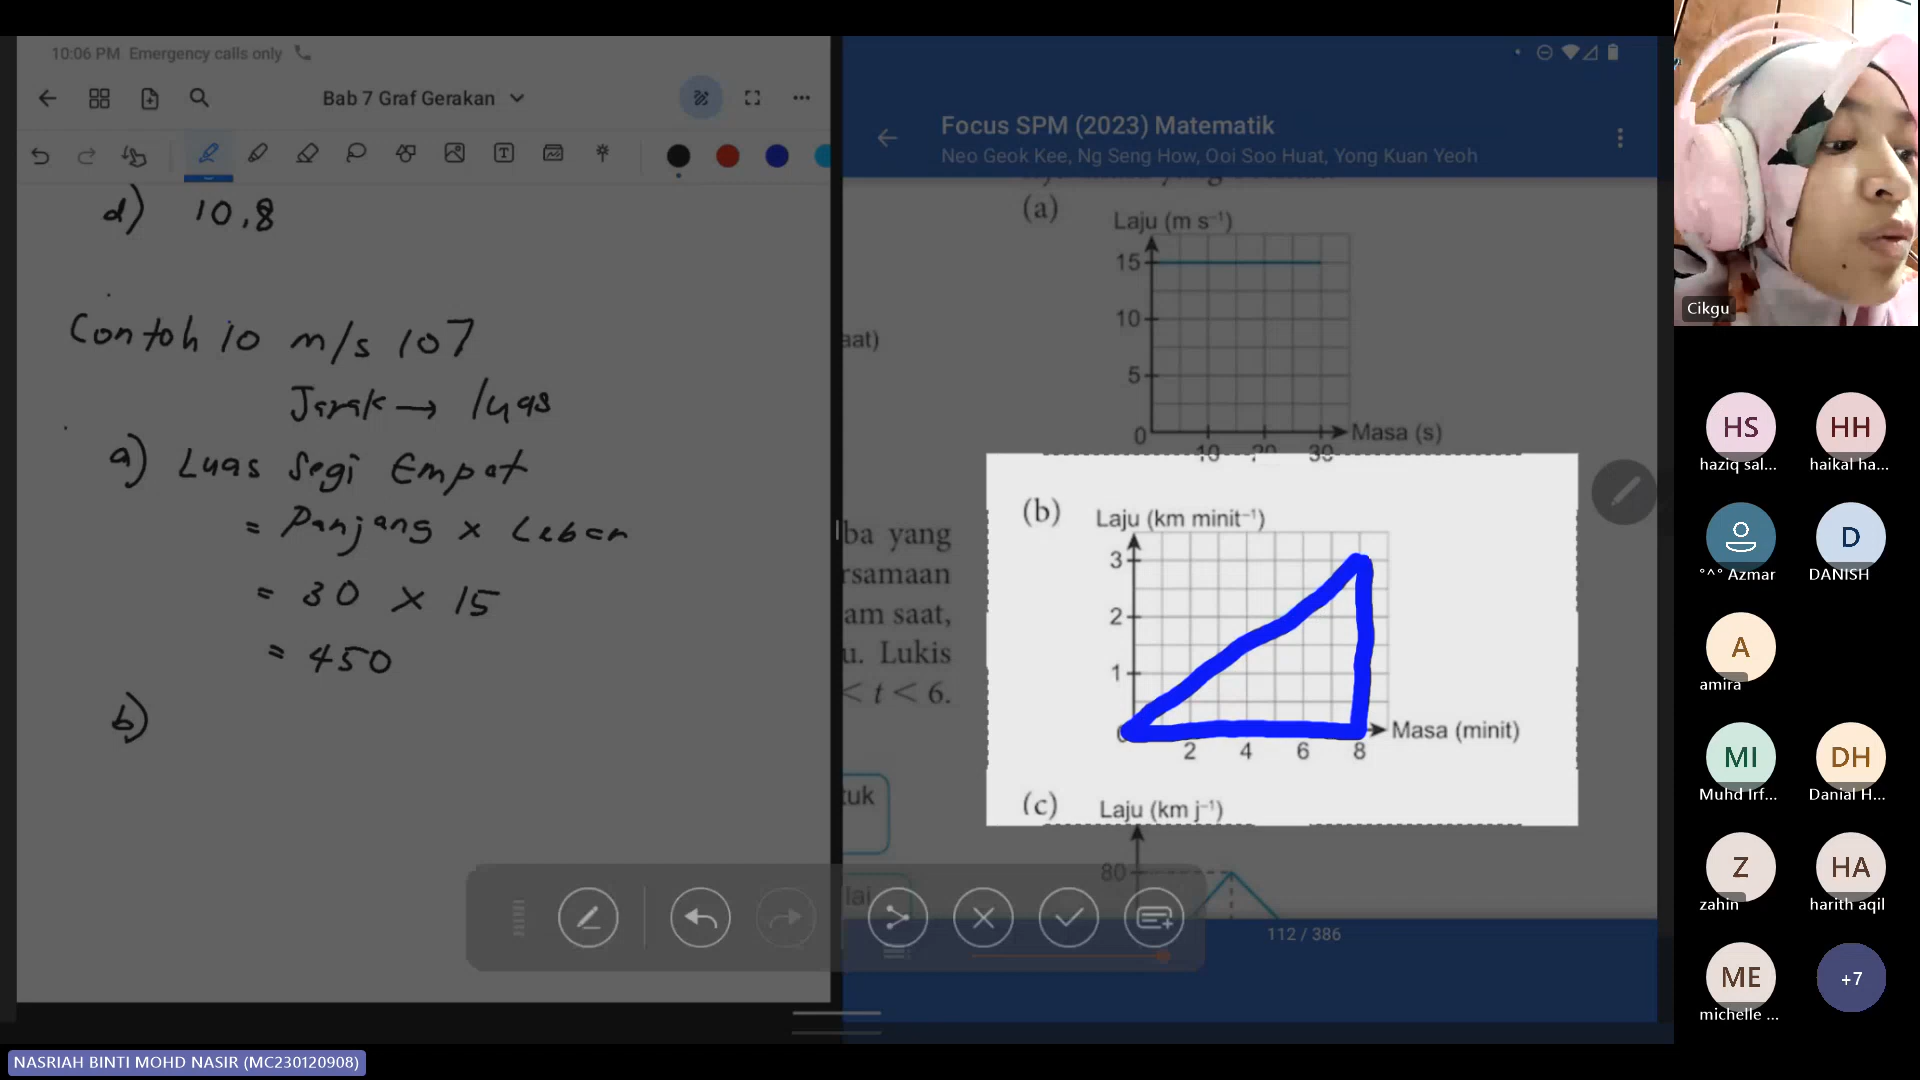 10:06 PM Emergency calls only
Bab 7 Graf Gerakan
d) 10,8
Contoh 10 m/s 107
Jarak → luas
a) Luas Segi Empat
= Panjang × Lebar
= 30 × 15
= 450
b)
Focus SPM (2023) Matematik
Neo Geok Kee, Ng Seng How, Ooi Soo Huat, Yong Kuan Yeoh
(a)
Laju (m s⁻¹)
15
10
5
0
Masa (s)
10 20 30
aat)
ba yang
rsamaan
am saat,
u. Lukis
< t < 6.
tuk
lai
(b)
Laju (km minit⁻¹)
3
2
1
0
Masa (minit)
2 4 6 8
(c)
Laju (km j⁻¹)
80
112 / 386
Cikgu
HS HH
haziq sal... haikal ha...
D
°^° Azmar DANISH
A
amira
MI DH
Muhd Irf... Danial H...
Z HA
zahin harith aqil
ME +7
michelle ...
NASRIAH BINTI MOHD NASIR (MC230120908)